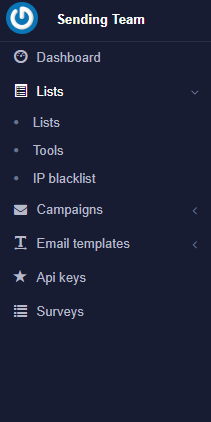 Sending Team
Dashboard
Lists
Lists
Tools
IP blacklist
Campaigns
Email templates
Api keys
Surveys